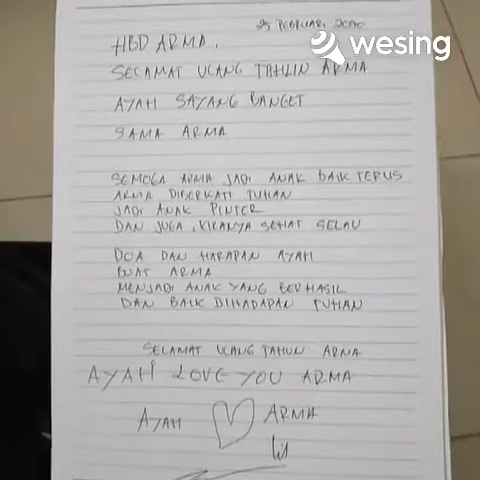 25 FEBRUARI
wesing
HBD ARMA.
SELAMAT ULANG TAHUN ARMA
AYAH SAYANG BANGET
SAMA ARMA
SEMOGA ARMA JADI ANAK BAIK TERUS
ARMA DIBERKATI TUHAN
JADI ANAK PINTER
DAN JUGA, KIRANYA SEHAT SELALU
DOA DAN HARAPAN AYAH
BUAT ARMA
MENJADI ANAK YANG BERHASIL
DAN BAIK DIHADAPAN TUHAN
SELAMAT ULANG TAHUN ARMA
AYAH LOVE YOU ARMA
AYAH ARMA